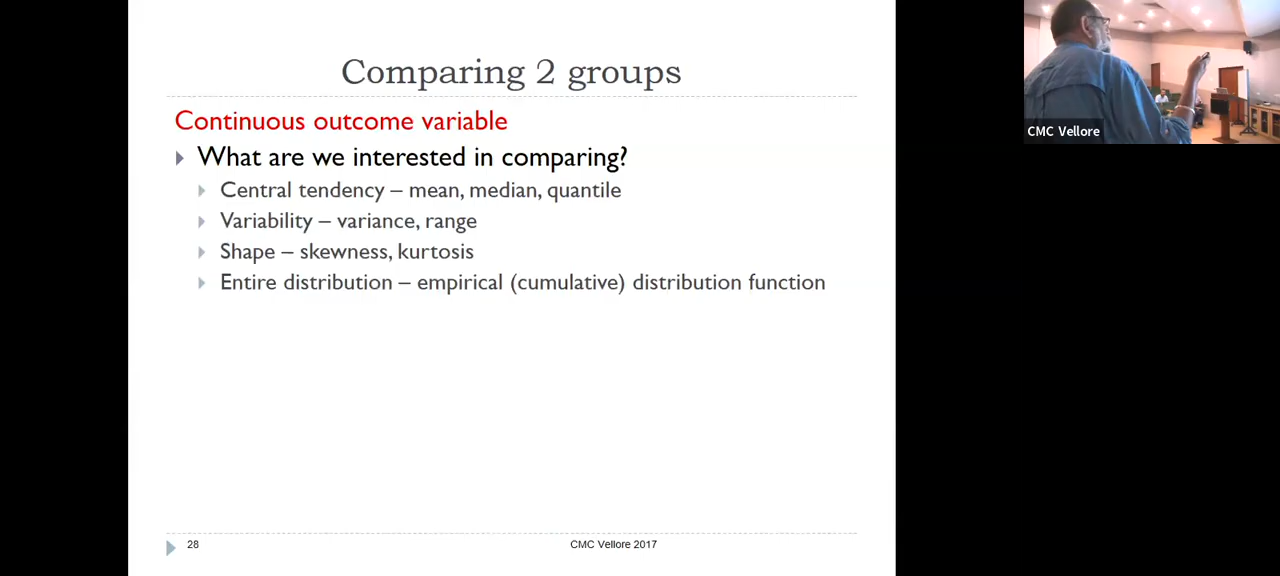 Comparing 2 groups
Continuous outcome variable
What are we interested in comparing?
Central tendency – mean, median, quantile
Variability – variance, range
Shape – skewness, kurtosis
Entire distribution – empirical (cumulative) distribution function
28
CMC Vellore 2017
CMC Vellore